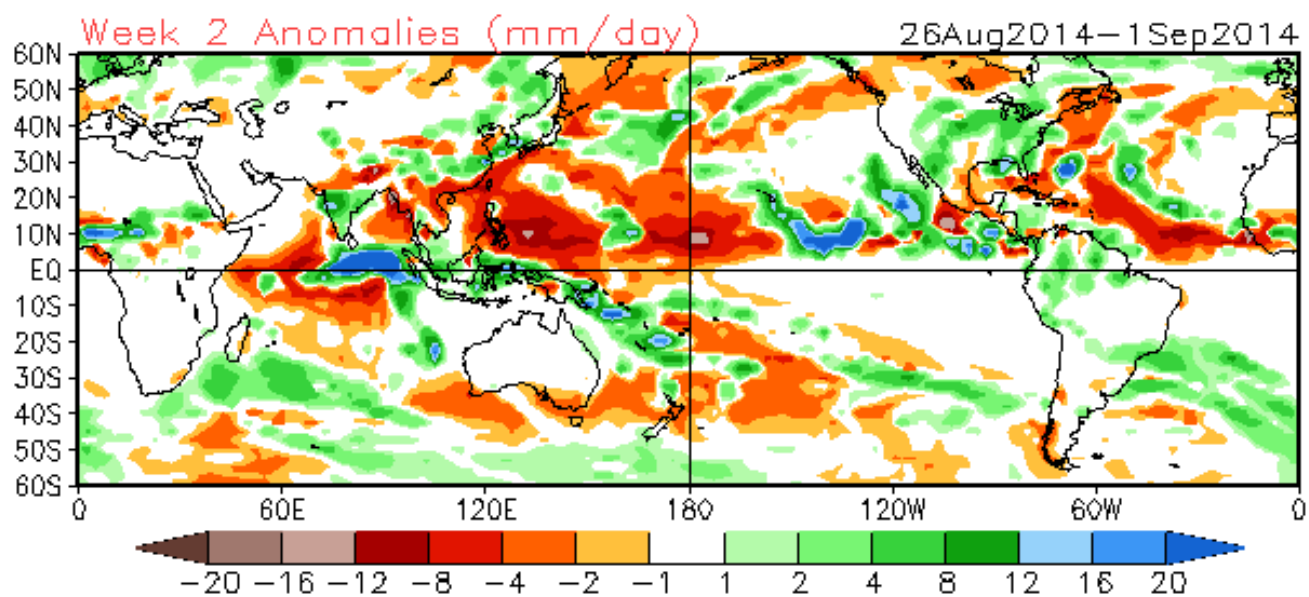 Week 2 Anomalies (mm/day) 26Aug2014-1Sep2014
60N
50N
40N
30N
20N
10N
EQ
10S
20S
30S
40S
50S
60S
0 60E 120E 180 120W 60W 0
-20 -16 -12 -8 -4 -2 -1 1 2 4 8 12 16 20